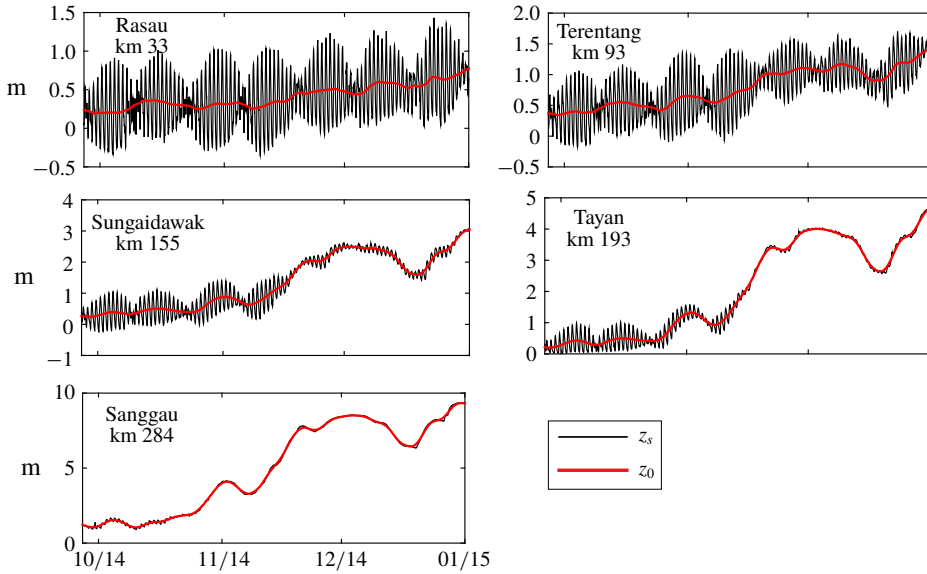 1.5
1.0
0.5
0
−0.5
m
Rasau
km 33
2.0
1.5
1.0
0.5
0
−0.5
Terentang
km 93
4
3
2
1
0
−1
m
Sungaidawak
km 155
5
4
3
2
1
0
Tayan
km 193
10
5
0
m
Sanggau
km 284
10/14 11/14 12/14 01/15
z_s
z_0